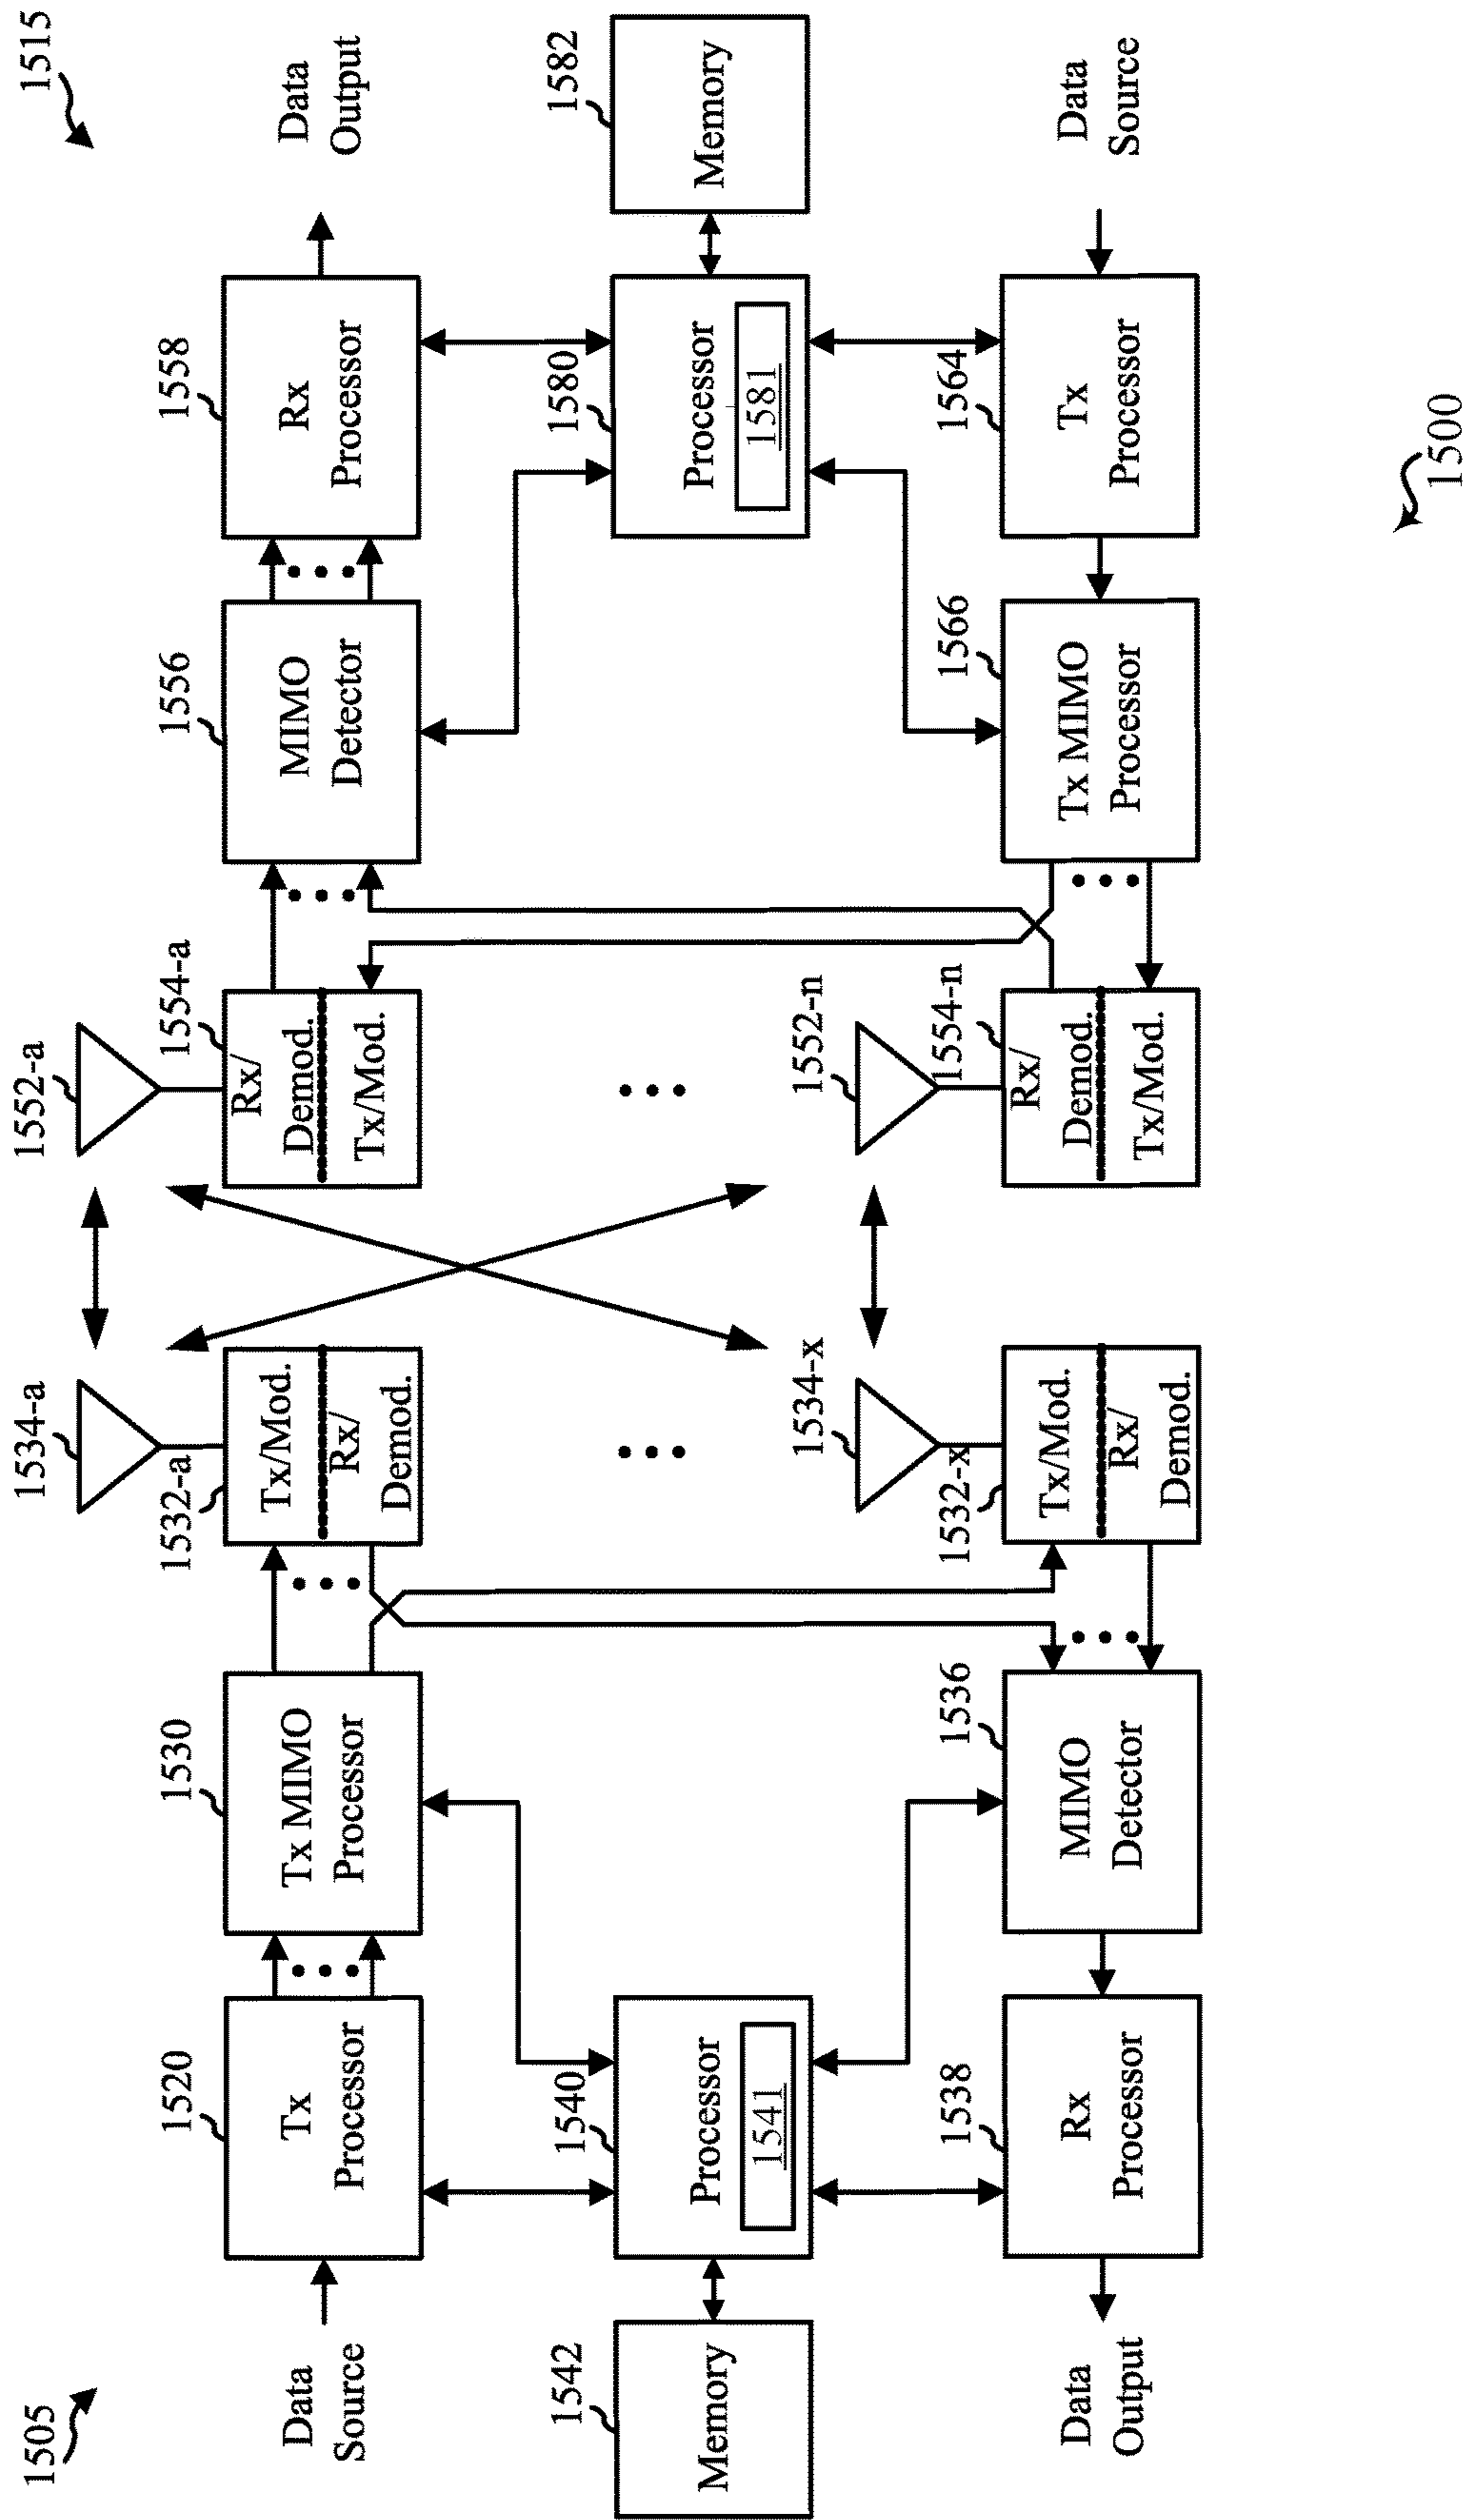 1505
1515
Data
Source
1520
Tx
Processor
1530
Tx MIMO
Processor
1534-a
1532-a
Tx/Mod.
Rx/
Demod.
1552-a
1554-a
Rx/
Demod.
Tx/Mod.
1556
MIMO
Detector
1558
Rx
Processor
Data
Output
1542
Memory
1540
Processor
1541
1580
Processor
1581
1582
Memory
Data
Output
1538
Rx
Processor
1536
MIMO
Detector
1534-x
1532-x
Tx/Mod.
Rx/
Demod.
1552-n
1554-n
Rx/
Demod.
Tx/Mod.
1566
Tx MIMO
Processor
1564
Tx
Processor
Data
Source
1500